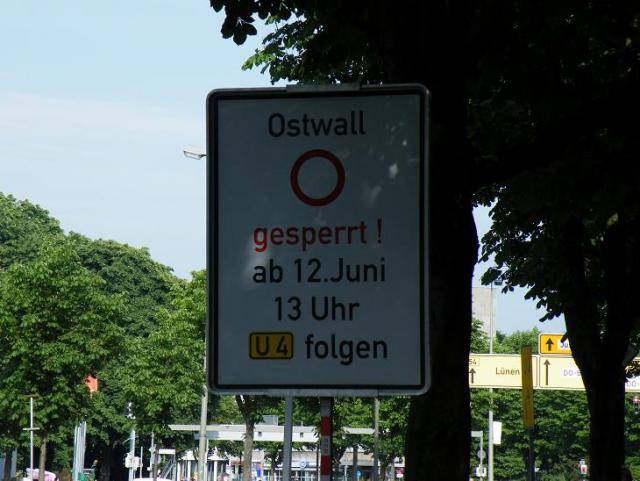 Ostwall
gesperrt !
ab 12.Juni
13 Uhr
U 4 folgen
Lünen